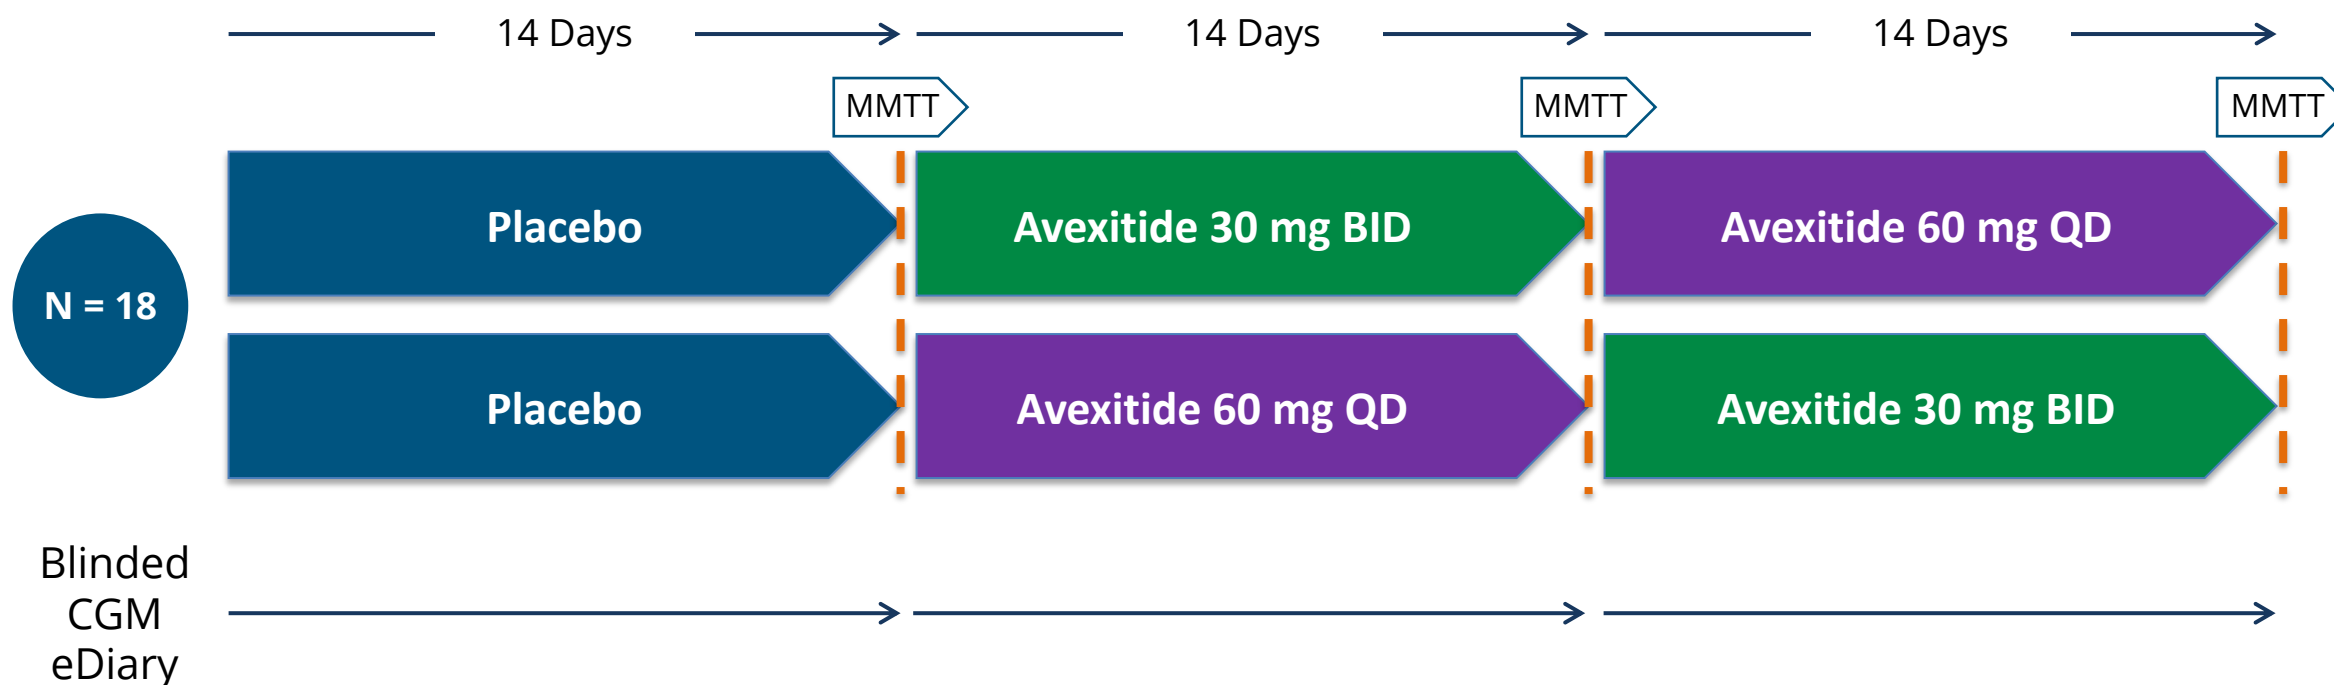 14 Days
14 Days
14 Days
MMTT
MMTT
MMTT
Placebo
Avexitide 30 mg BID
Avexitide 60 mg QD
N = 18
Placebo
Avexitide 60 mg QD
Avexitide 30 mg BID
Blinded
CGM
eDiary